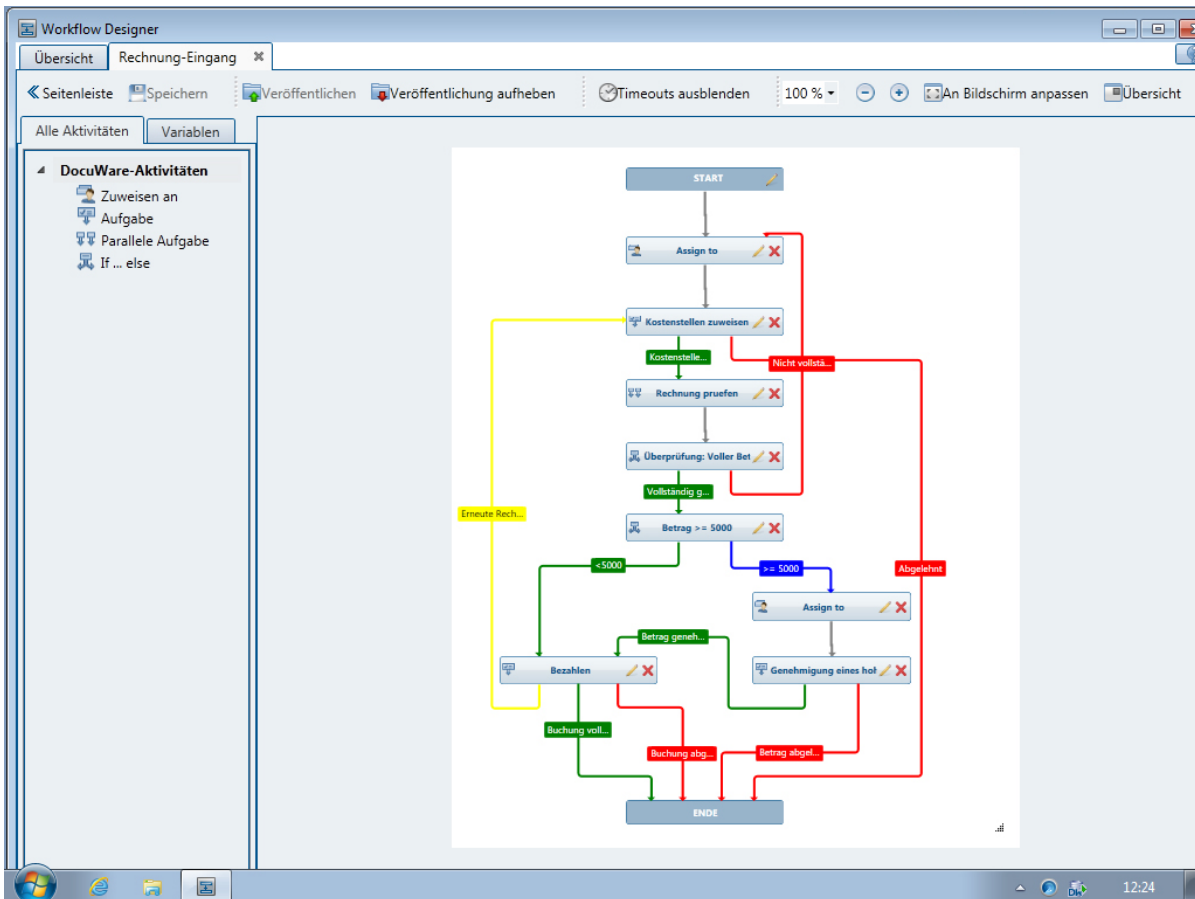 Workflow Designer
Übersicht
Rechnung-Eingang
Seitenleiste
Speichern
Veröffentlichen
Veröffentlichung aufheben
Timeouts ausblenden
100 %
An Bildschirm anpassen
Übersicht
Alle Aktivitäten
Variablen
DocuWare-Aktivitäten
Zuweisen an
Aufgabe
Parallele Aufgabe
If ... else
START
Assign to
Kostenstellen zuweisen
Kostenstelle...
Nicht vollstä...
Rechnung pruefen
Überprüfung: Voller Bet
Vollständig g...
Erneute Rech...
Betrag >= 5000
<5000
>= 5000
Abgelehnt
Assign to
Betrag geneh...
Bezahlen
Genehmigung eines hoh
Buchung voll...
Buchung abg...
Betrag abgel...
ENDE
DW
12:24